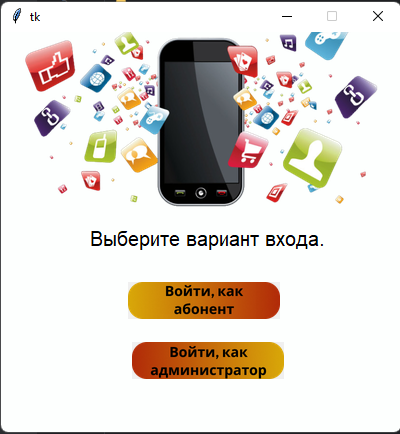 tk
Выберите вариант входа.
Войти, как
абонент
Войти, как
администратор